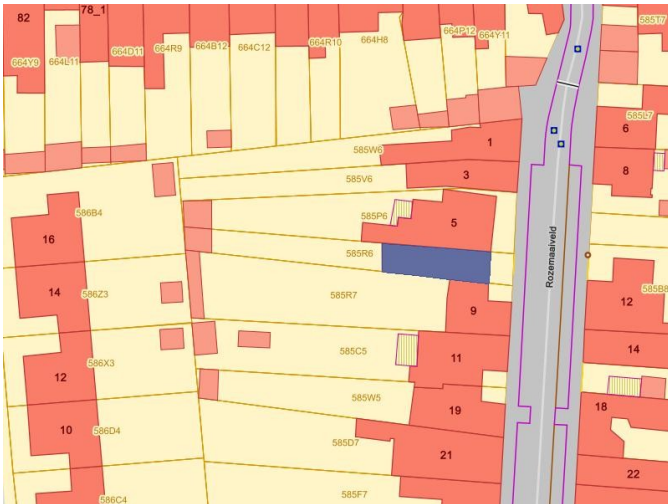 82
78_1
585T7
664Y9
664L11
664D11
664R9
664B12
664C12
664R10
664H8
664P12
664Y11
585L7
6
585W6
1
8
585V6
3
586B4
585P6
5
16
585R6
Rozemaalveld
14
586Z3
585R7
12
585B8
9
586X3
585C5
11
14
12
585W5
19
18
10
586D4
585D7
21
22
586C4
585F7